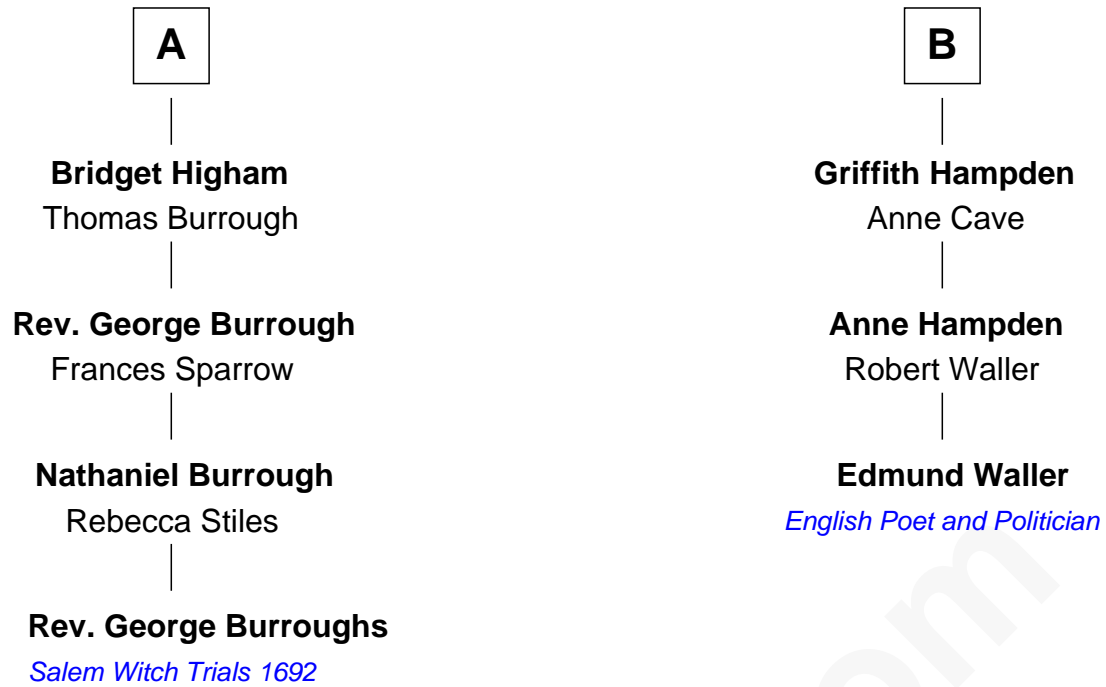 A
Bridget Higham
Thomas Burrough
Rev. George Burrough
Frances Sparrow
Nathaniel Burrough
Rebecca Stiles
Rev. George Burroughs
Salem Witch Trials 1692
B
Griffith Hampden
Anne Cave
Anne Hampden
Robert Waller
Edmund Waller
English Poet and Politician
om